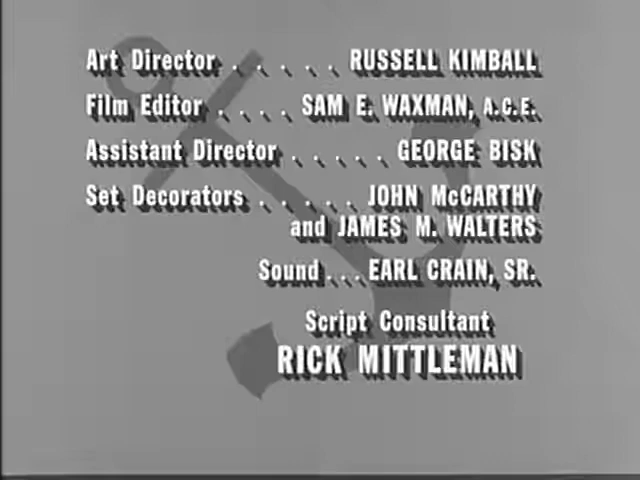 Art Director . . . . . RUSSELL KIMBALL
Film Editor . . . . SAM E. WAXMAN, A.C.E.
Assistant Director . . . . . GEORGE BISK
Set Decorators . . . . . JOHN McCARTHY
and JAMES M. WALTERS
Sound . . . EARL CRAIN, SR.
Script Consultant
RICK MITTLEMAN